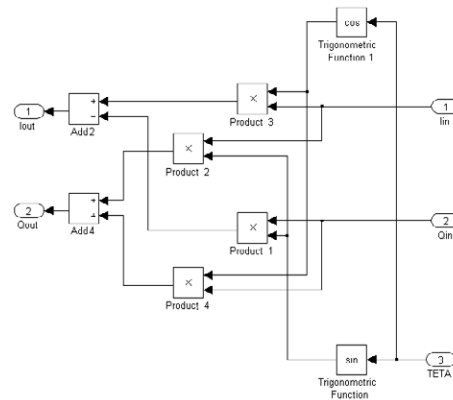 cos
Trigonometric
Function 1
1
Iin
×
Product 3
1
Iout
+
−
Add2
×
Product 2
2
Qout
+
+
Add4
×
Product 1
2
Qin
×
Product 4
sin
Trigonometric
Function
3
TETA